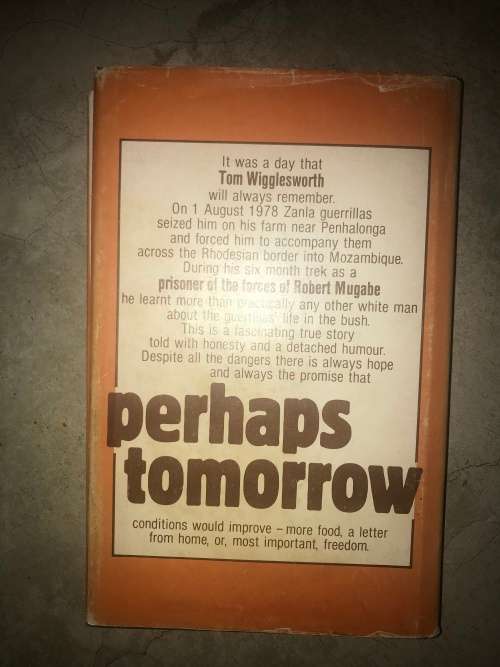 It was a day that
Tom Wigglesworth
will always remember.
On 1 August 1978 Zanla guerrillas
seized him on his farm near Penhalonga
and forced him to accompany them
across the Rhodesian border into Mozambique.
During his six month trek as a
prisoner of the forces of Robert Mugabe
he learnt more than practically any other white man
about the guerrillas' life in the bush.
This is a fascinating true story
told with honesty and a detached humour.
Despite all the dangers there is always hope
and always the promise that
perhaps
tomorrow
conditions would improve – more food, a letter
from home, or, most important, freedom.